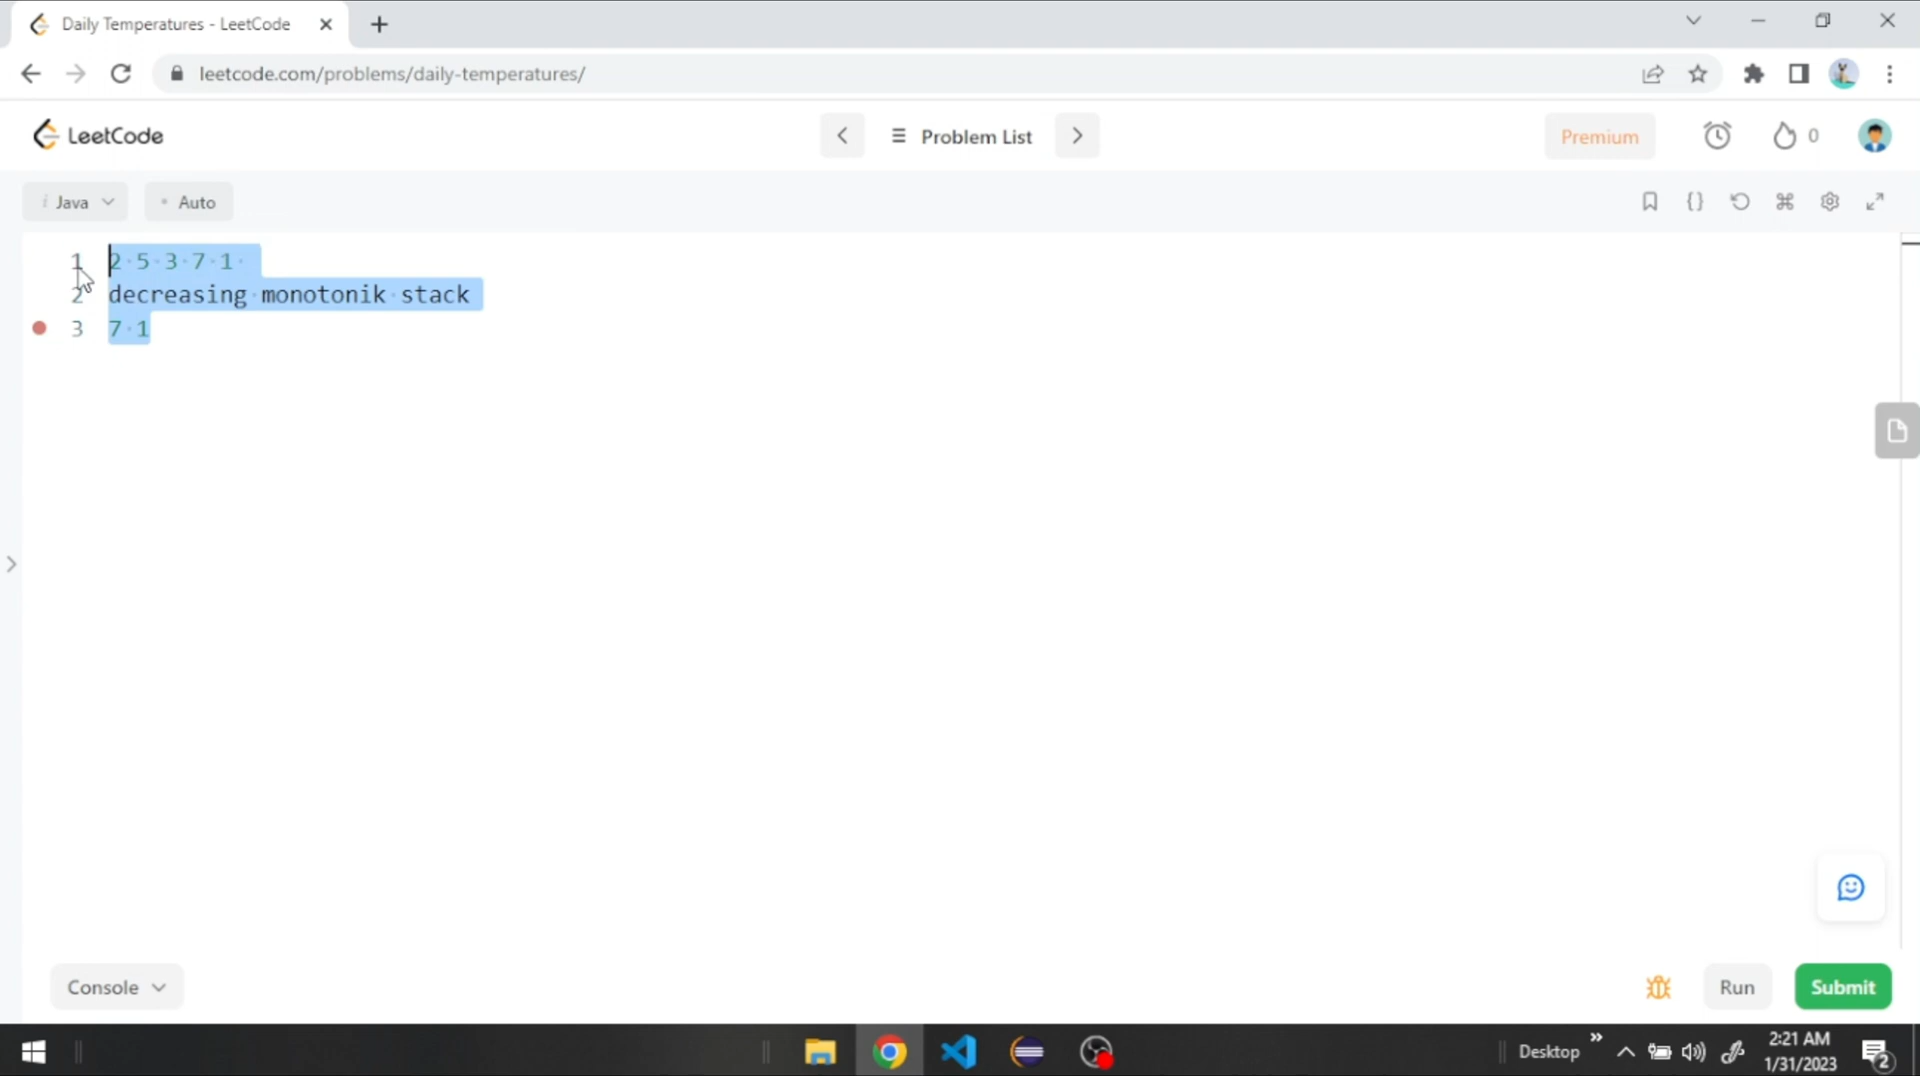 Daily Temperatures - LeetCode
leetcode.com/problems/daily-temperatures/
LeetCode
Problem List
Premium
0
i Java
Auto
1 2 5 3 7 1
2 decreasing monotonik stack
3 7 1
Console
Run
Submit
Desktop
2:21 AM
1/31/2023
2